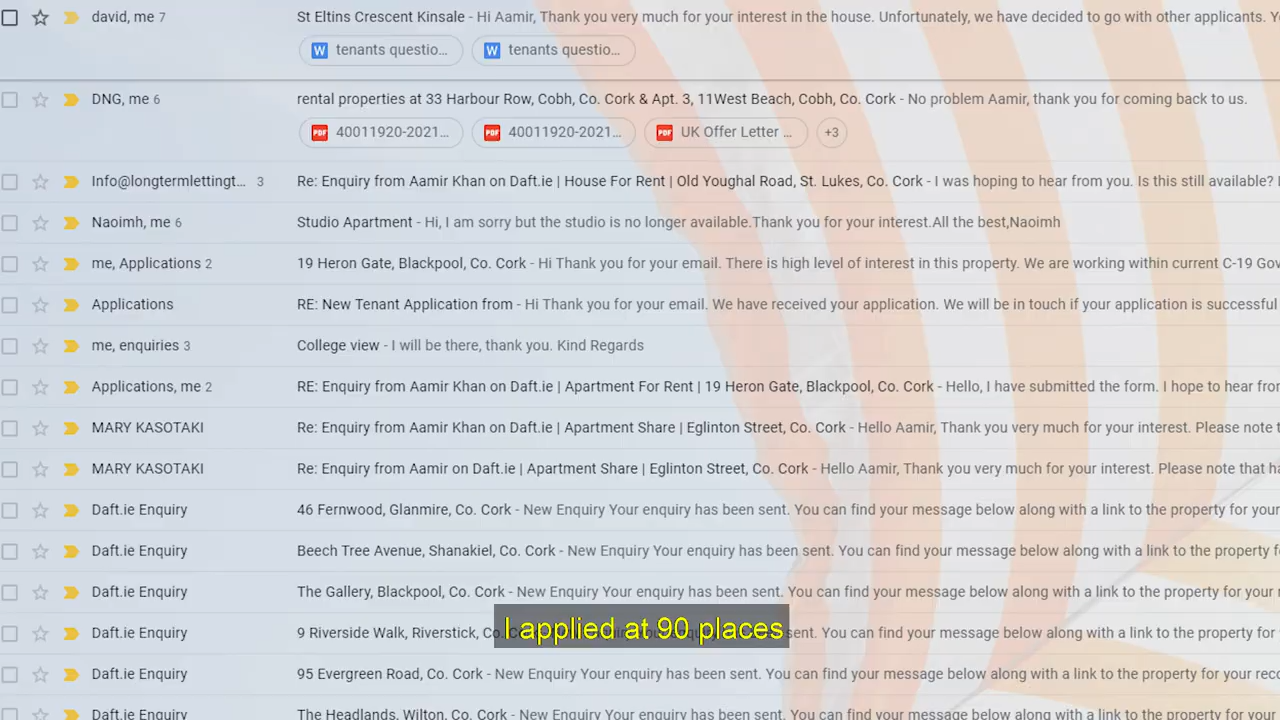 david, me 7 St Eltins Crescent Kinsale - Hi Aamir, Thank you very much for your interest in the house. Unfortunately, we have decided to go with other applicants.
W tenants questio... W tenants questio...
DNG, me 6 rental properties at 33 Harbour Row, Cobh, Co. Cork & Apt. 3, 11West Beach, Cobh, Co. Cork - No problem Aamir, thank you for coming back to us.
PDF 40011920-2021... PDF 40011920-2021... PDF UK Offer Letter ... +3
Info@longtermlettingt... 3 Re: Enquiry from Aamir Khan on Daft.ie | House For Rent | Old Youghal Road, St. Lukes, Co. Cork - I was hoping to hear from you. Is this still available?
Naoimh, me 6 Studio Apartment - Hi, I am sorry but the studio is no longer available.Thank you for your interest.All the best,Naoimh
me, Applications 2 19 Heron Gate, Blackpool, Co. Cork - Hi Thank you for your email. There is high level of interest in this property. We are working within current C-19 Gov
Applications RE: New Tenant Application from - Hi Thank you for your email. We have received your application. We will be in touch if your application is successful
me, enquiries 3 College view - I will be there, thank you. Kind Regards
Applications, me 2 RE: Enquiry from Aamir Khan on Daft.ie | Apartment For Rent | 19 Heron Gate, Blackpool, Co. Cork - Hello, I have submitted the form. I hope to hear from
MARY KASOTAKI Re: Enquiry from Aamir Khan on Daft.ie | Apartment Share | Eglinton Street, Co. Cork - Hello Aamir, Thank you very much for your interest. Please note t
MARY KASOTAKI Re: Enquiry from Aamir on Daft.ie | Apartment Share | Eglinton Street, Co. Cork - Hello Aamir, Thank you very much for your interest. Please note that ha
Daft.ie Enquiry 46 Fernwood, Glanmire, Co. Cork - New Enquiry Your enquiry has been sent. You can find your message below along with a link to the property for your
Daft.ie Enquiry Beech Tree Avenue, Shanakiel, Co. Cork - New Enquiry Your enquiry has been sent. You can find your message below along with a link to the property f
Daft.ie Enquiry The Gallery, Blackpool, Co. Cork - New Enquiry Your enquiry has been sent. You can find your message below along with a link to the property for your
Daft.ie Enquiry 9 Riverside Walk, Riverstick, Co. sent. You can find your message below along with a link to the property for
I applied at 90 places
Daft.ie Enquiry 95 Evergreen Road, Co. Cork - New Enquiry Your enquiry has been sent. You can find your message below along with a link to the property for your reco
Daft.ie Enquiry The Headlands, Wilton, Co. Cork - New Enquiry Your enquiry has been sent. You can find your message below along with a link to the property for your